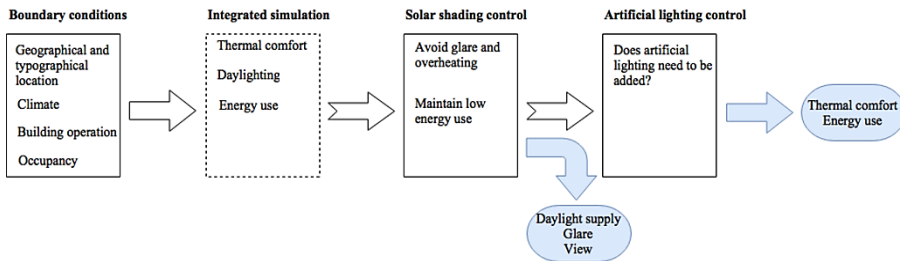 Boundary conditions
Geographical and
typographical
location
Climate
Building operation
Occupancy
Integrated simulation
Thermal comfort
Daylighting
Energy use
Solar shading control
Avoid glare and
overheating
Maintain low
energy use
Artificial lighting control
Does artificial
lighting need to be
added?
Thermal comfort
Energy use
Daylight supply
Glare
View